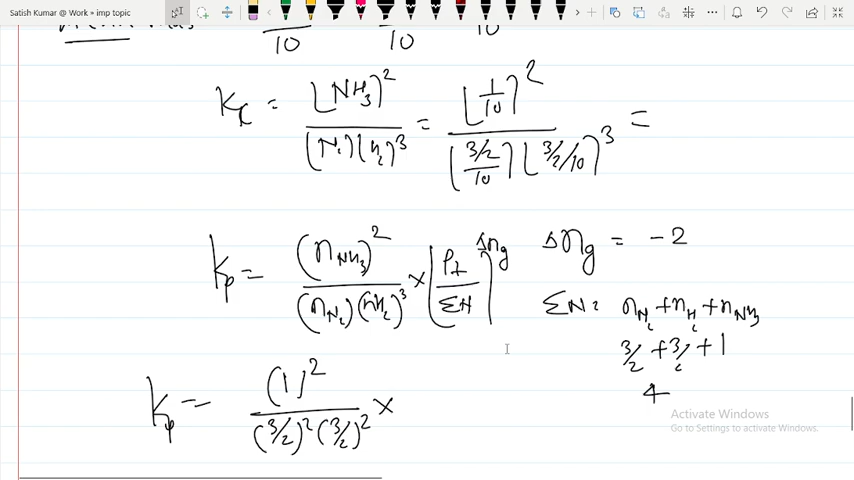 Satish Kumar @ Work » imp topic
10 10 10
Kc = [NH3]^2 / [N2][H2]^3 = [1/10]^2 / [3/2/10][3/2/10]^3 =
Kp = (nNH3)^2 / (nN2)(nH2)^3 × [Pt/ΣN]^Δng Δng = -2
ΣN = nN2 + nH2 + nNH3
3/2 + 3/2 + 1
4
Kp = (1)^2 / (3/2)^2 (3/2)^2 ×
Activate Windows
Go to Settings to activate Windows.